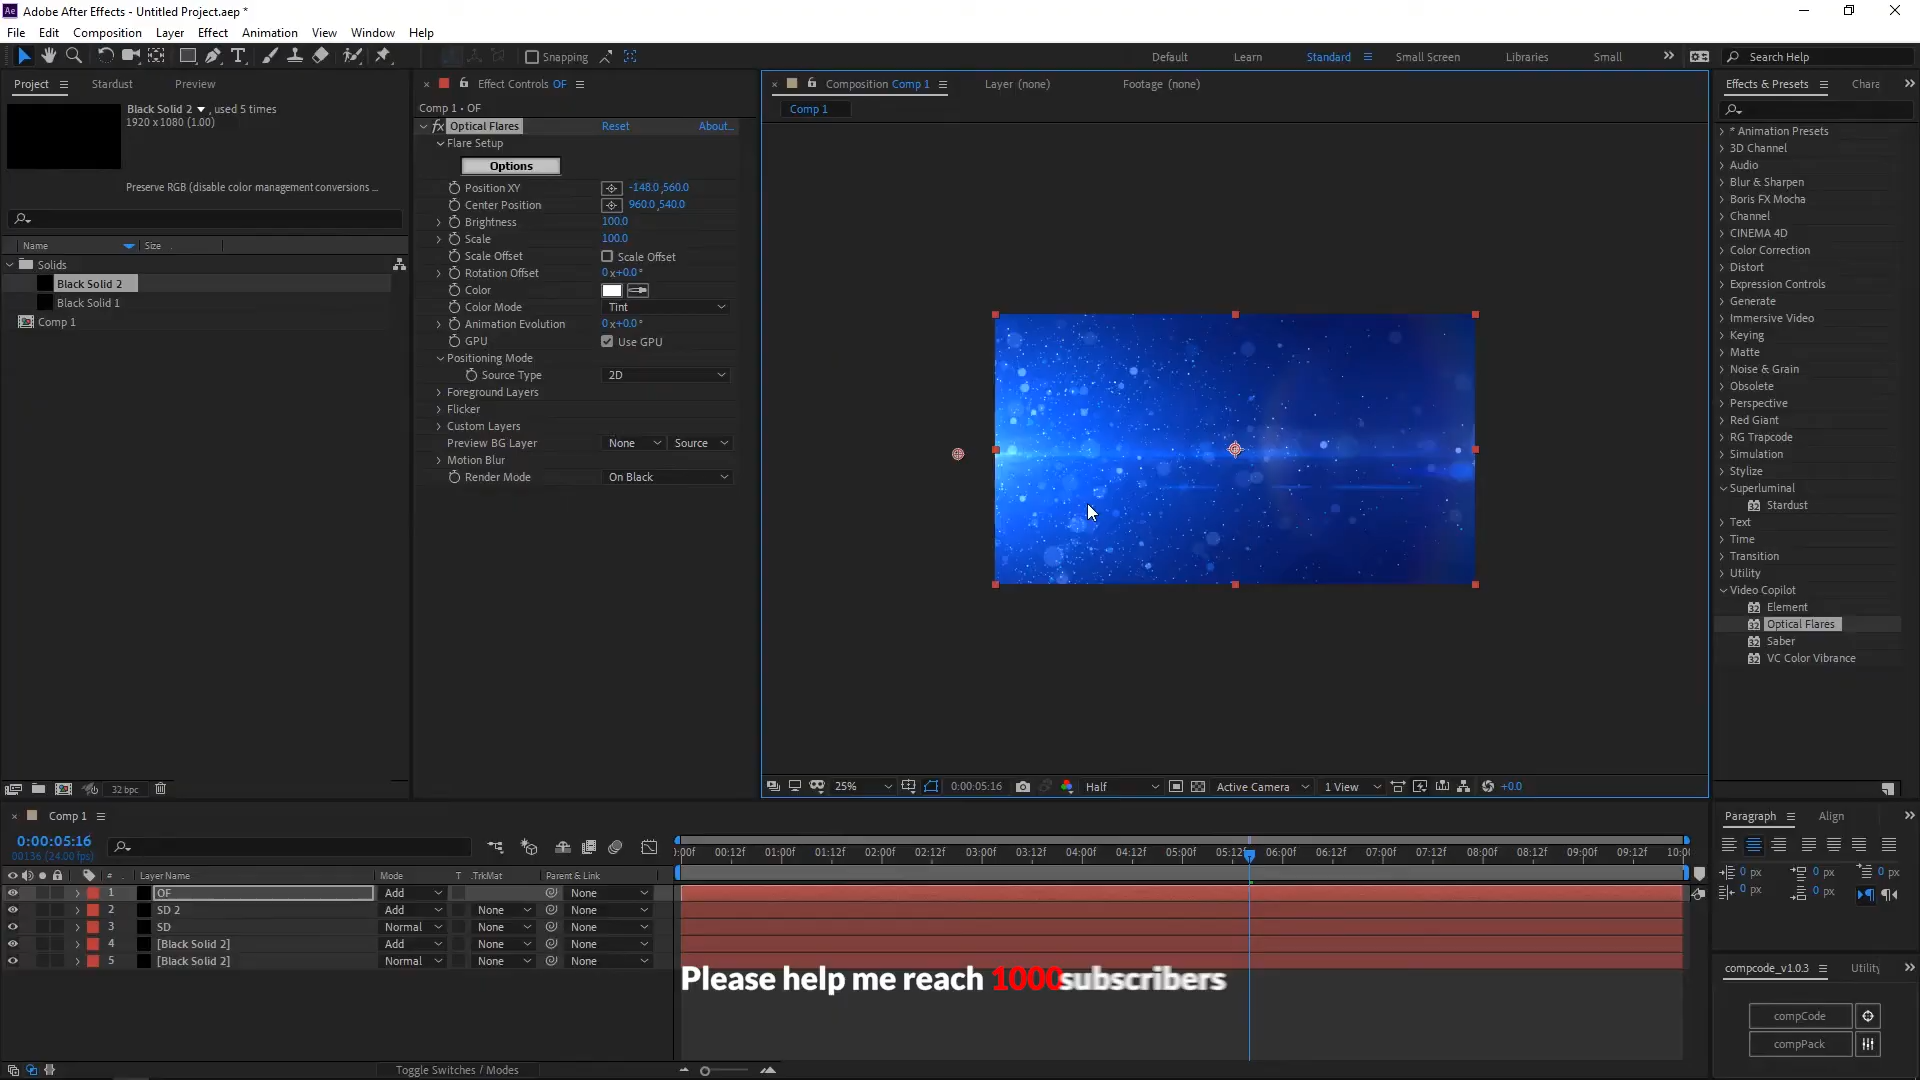 Adobe After Effects - Untitled Project.aep *
File Edit Composition Layer Effect Animation View Window Help
Snapping
Default Learn Standard Small Screen Libraries Small Search Help
Project Stardust Preview
Black Solid 2 , used 5 times
1920 x 1080 (1.00)
Preserve RGB (disable color management conversions ...
Name Size
Solids
Black Solid 2
Black Solid 1
Comp 1
32 bpc
Effect Controls OF
Comp 1 • OF
fx Optical Flares Reset About...
Flare Setup
Options
Position XY -148.0,560.0
Center Position 960.0,540.0
Brightness 100.0
Scale 100.0
Scale Offset Scale Offset
Rotation Offset 0x+0.0°
Color
Color Mode Tint
Animation Evolution 0x+0.0°
GPU Use GPU
Positioning Mode
Source Type 2D
Foreground Layers
Flicker
Custom Layers
Preview BG Layer None Source
Clear
Motion Blur
Render Mode On Black
Composition Comp 1 Layer (none) Footage (none)
Comp 1
25% 0:00:05:16 Half Active Camera 1 View +0.0
Effects & Presets Chara
* Animation Presets
3D Channel
Audio
Blur & Sharpen
Boris FX Mocha
Channel
CINEMA 4D
Color Correction
Distort
Expression Controls
Generate
Immersive Video
Keying
Matte
Noise & Grain
Obsolete
Perspective
Red Giant
RG Trapcode
Simulation
Stylize
Superluminal
Stardust
Text
Time
Transition
Utility
Video Copilot
Element
Optical Flares
Saber
VC Color Vibrance
Comp 1
0:00:05:16
00136 (24.00 fps)
:00f 00:12f 01:00f 01:12f 02:00f 02:12f 03:00f 03:12f 04:00f 04:12f 05:00f 05:12f 06:00f 06:12f 07:00f 07:12f 08:00f 08:12f 09:00f 09:12f 10:0
# Layer Name Mode T .TrkMat Parent & Link
1 OF Add None
2 SD 2 Add None None
3 SD Normal None None
4 [Black Solid 2] Add None None
5 [Black Solid 2] Normal None None
Please help me reach 1000subscribers
Toggle Switches / Modes
Paragraph Align
0 px 0 px 0 px
0 px 0 px
compcode_v1.0.3 Utility
compCode
compPack